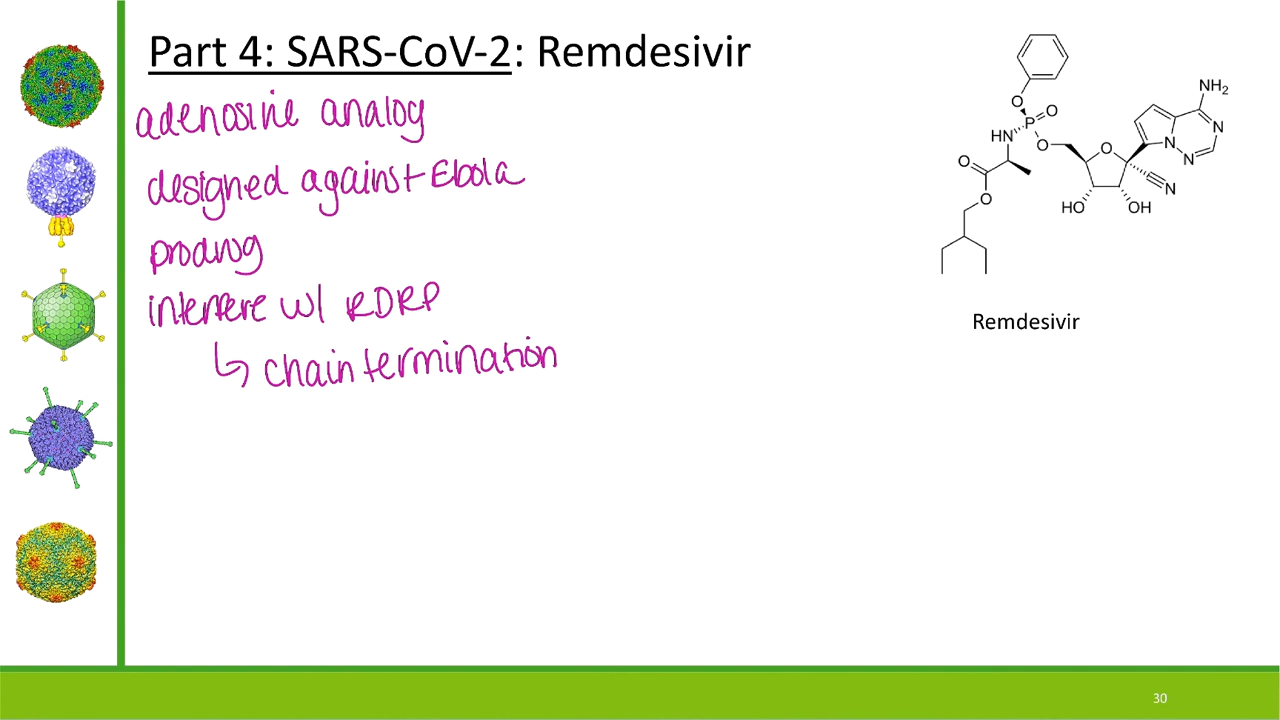 Part 4: SARS-CoV-2: Remdesivir
adenosine analog
designed against Ebola
prodrug
interfere w/ RDRP
↳ chain termination
NH₂
N
N
N
O
O
P
O
HN
O
O
O
N
HO
OH
Remdesivir
30